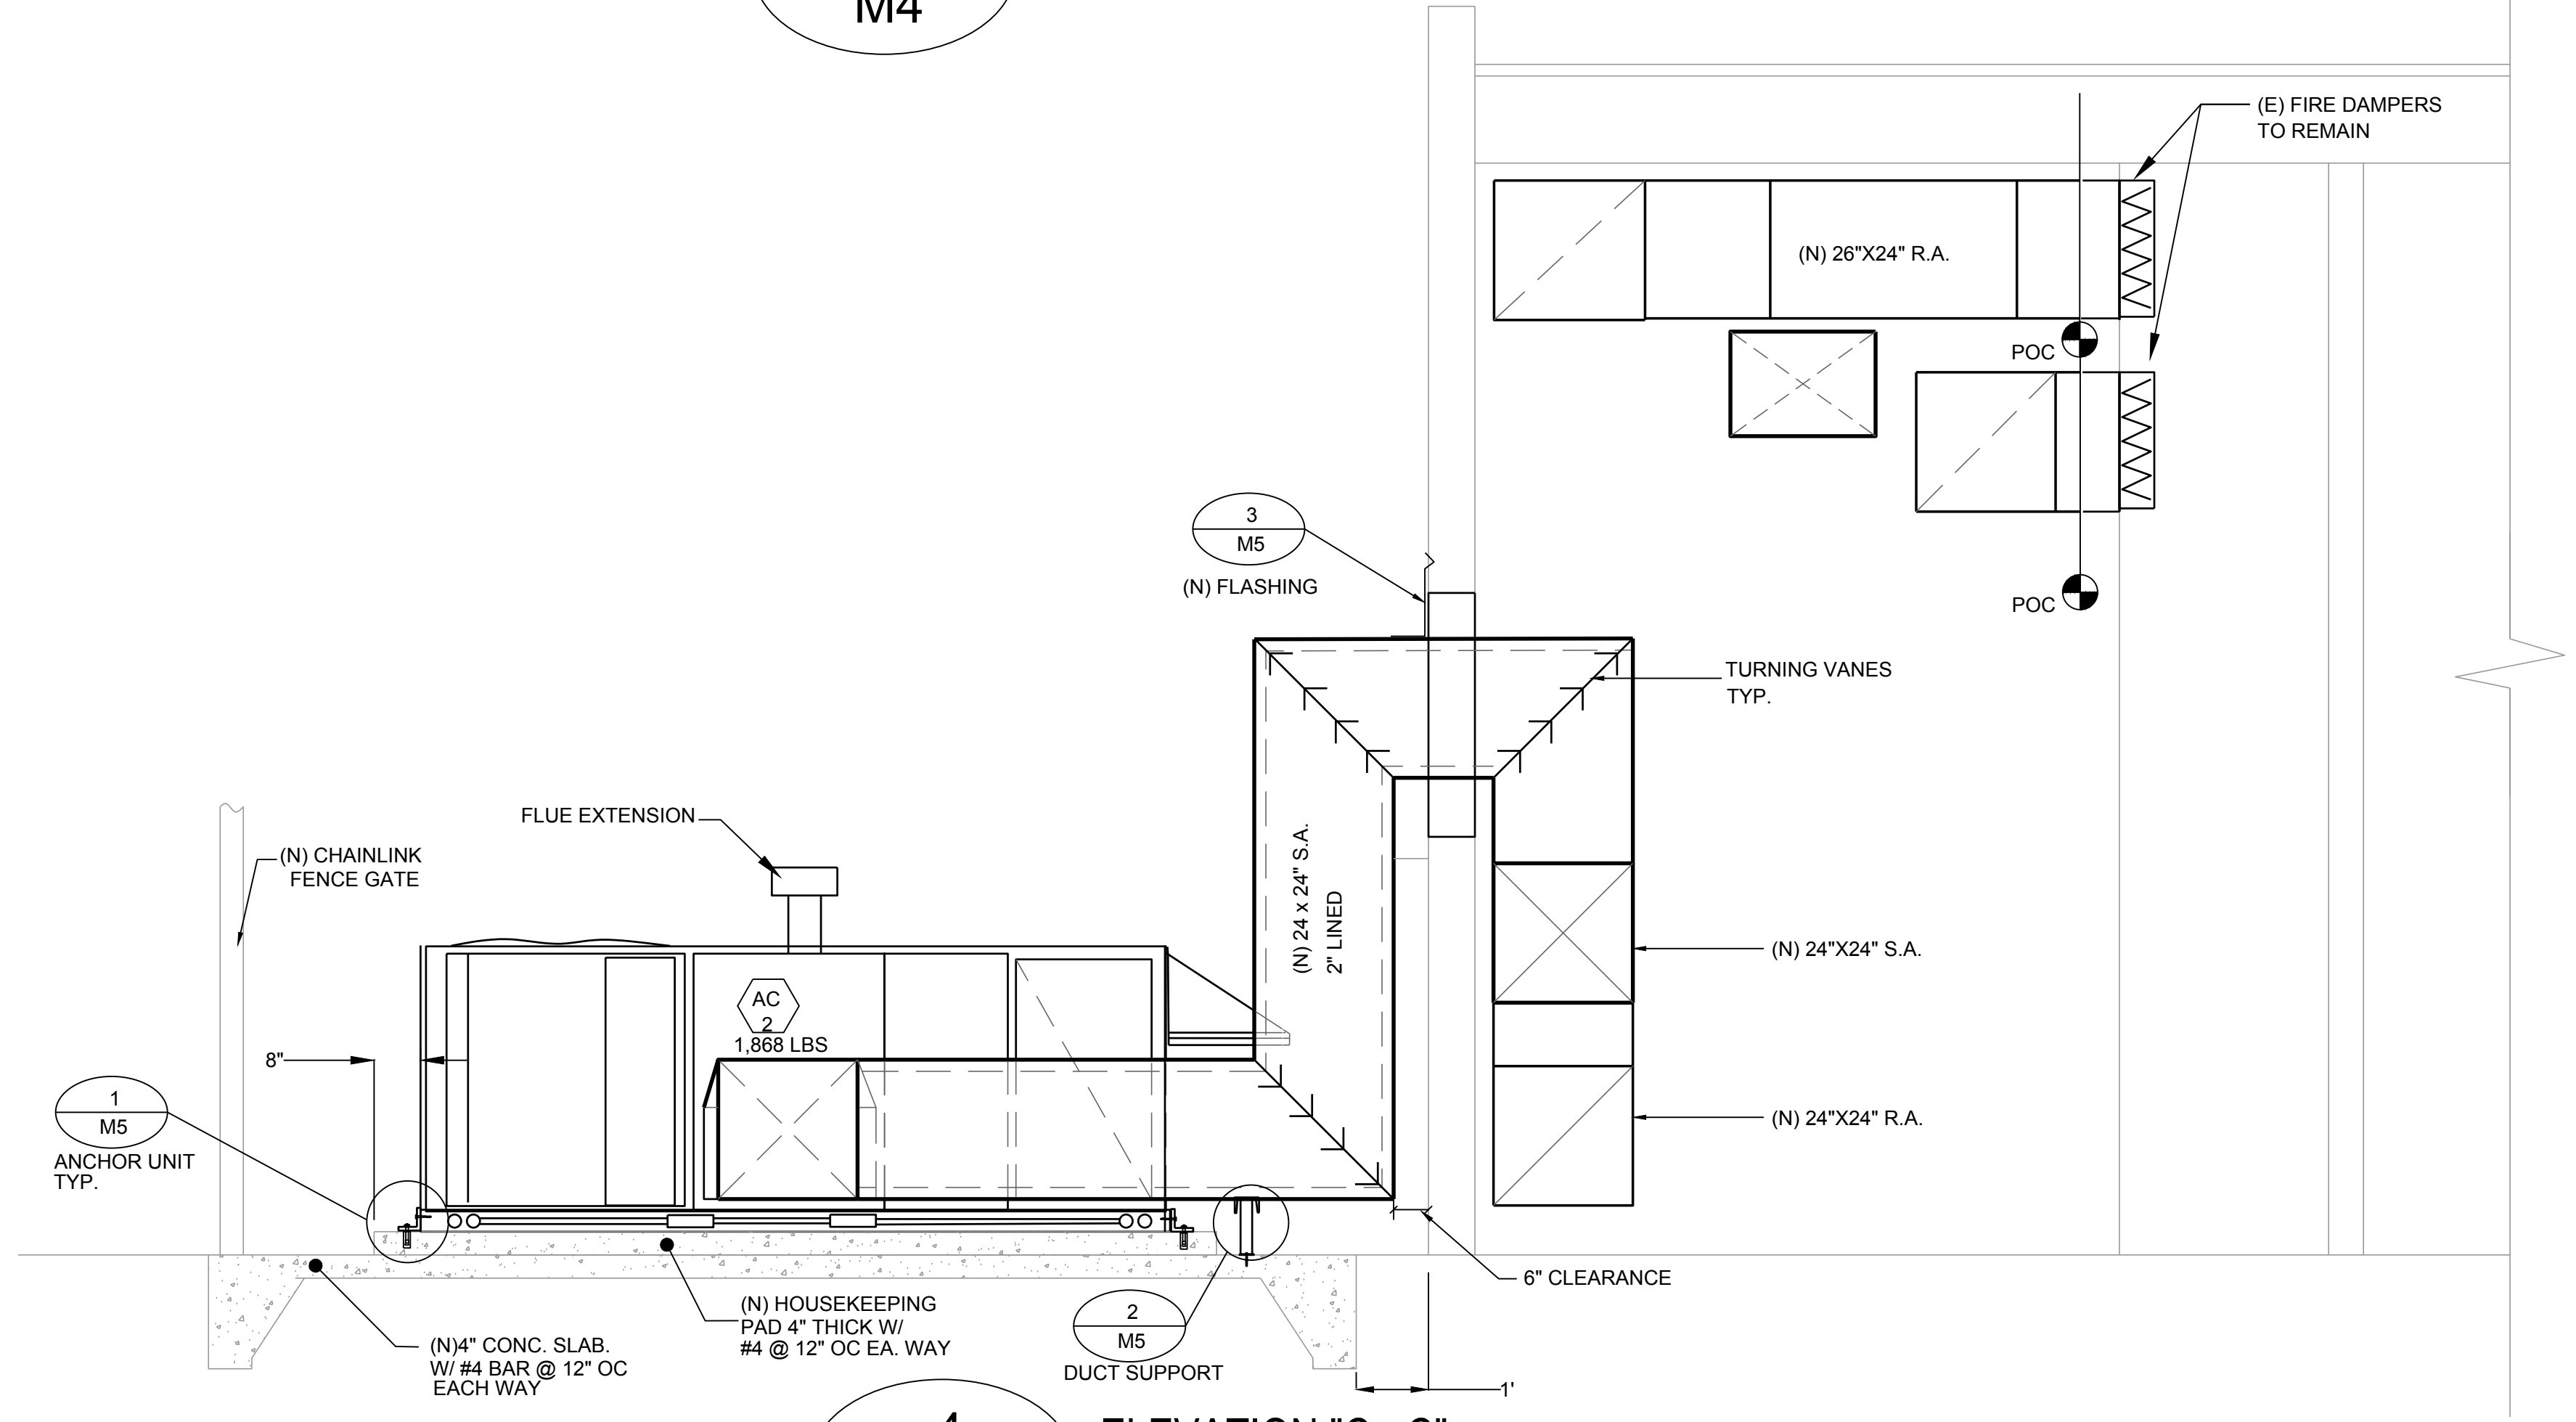 M4
(E) FIRE DAMPERS
TO REMAIN
(N) 26"X24" R.A.
POC
3
M5
(N) FLASHING
POC
TURNING VANES
TYP.
FLUE EXTENSION
(N) CHAINLINK
FENCE GATE
(N) 24 x 24" S.A.
2" LINED
(N) 24"X24" S.A.
AC
2
1,868 LBS
8"
1
M5
ANCHOR UNIT
TYP.
(N) 24"X24" R.A.
6" CLEARANCE
(N) HOUSEKEEPING
PAD 4" THICK W/
#4 @ 12" OC EA. WAY
2
M5
DUCT SUPPORT
(N)4" CONC. SLAB.
W/ #4 BAR @ 12" OC
EACH WAY
1'